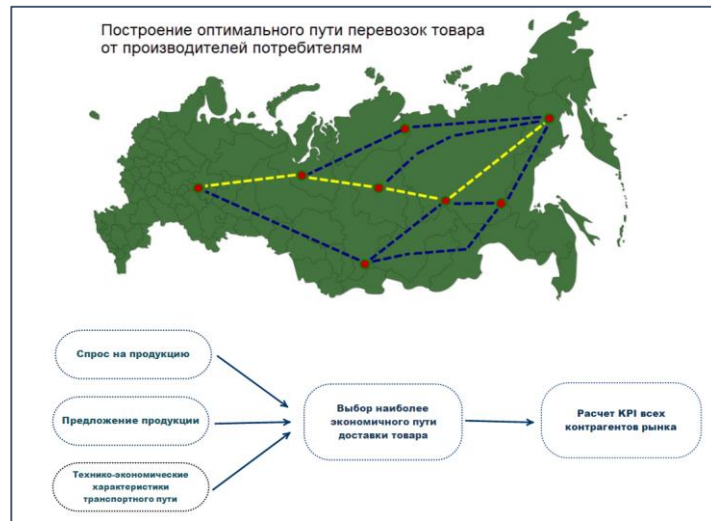 Построение оптимального пути перевозок товара
от производителей потребителям
Спрос на продукцию
Предложение продукции
Технико-экономические
характеристики
транспортного пути
Выбор наиболее
экономичного пути
доставки товара
Расчет KPI всех
контрагентов рынка